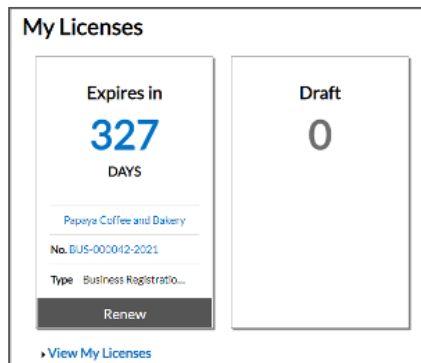 My Licenses
Expires in
327
DAYS
Papaya Coffee and Bakery
No. BUS-000042-2021
Type Business Registratio...
Renew
Draft
0
View My Licenses